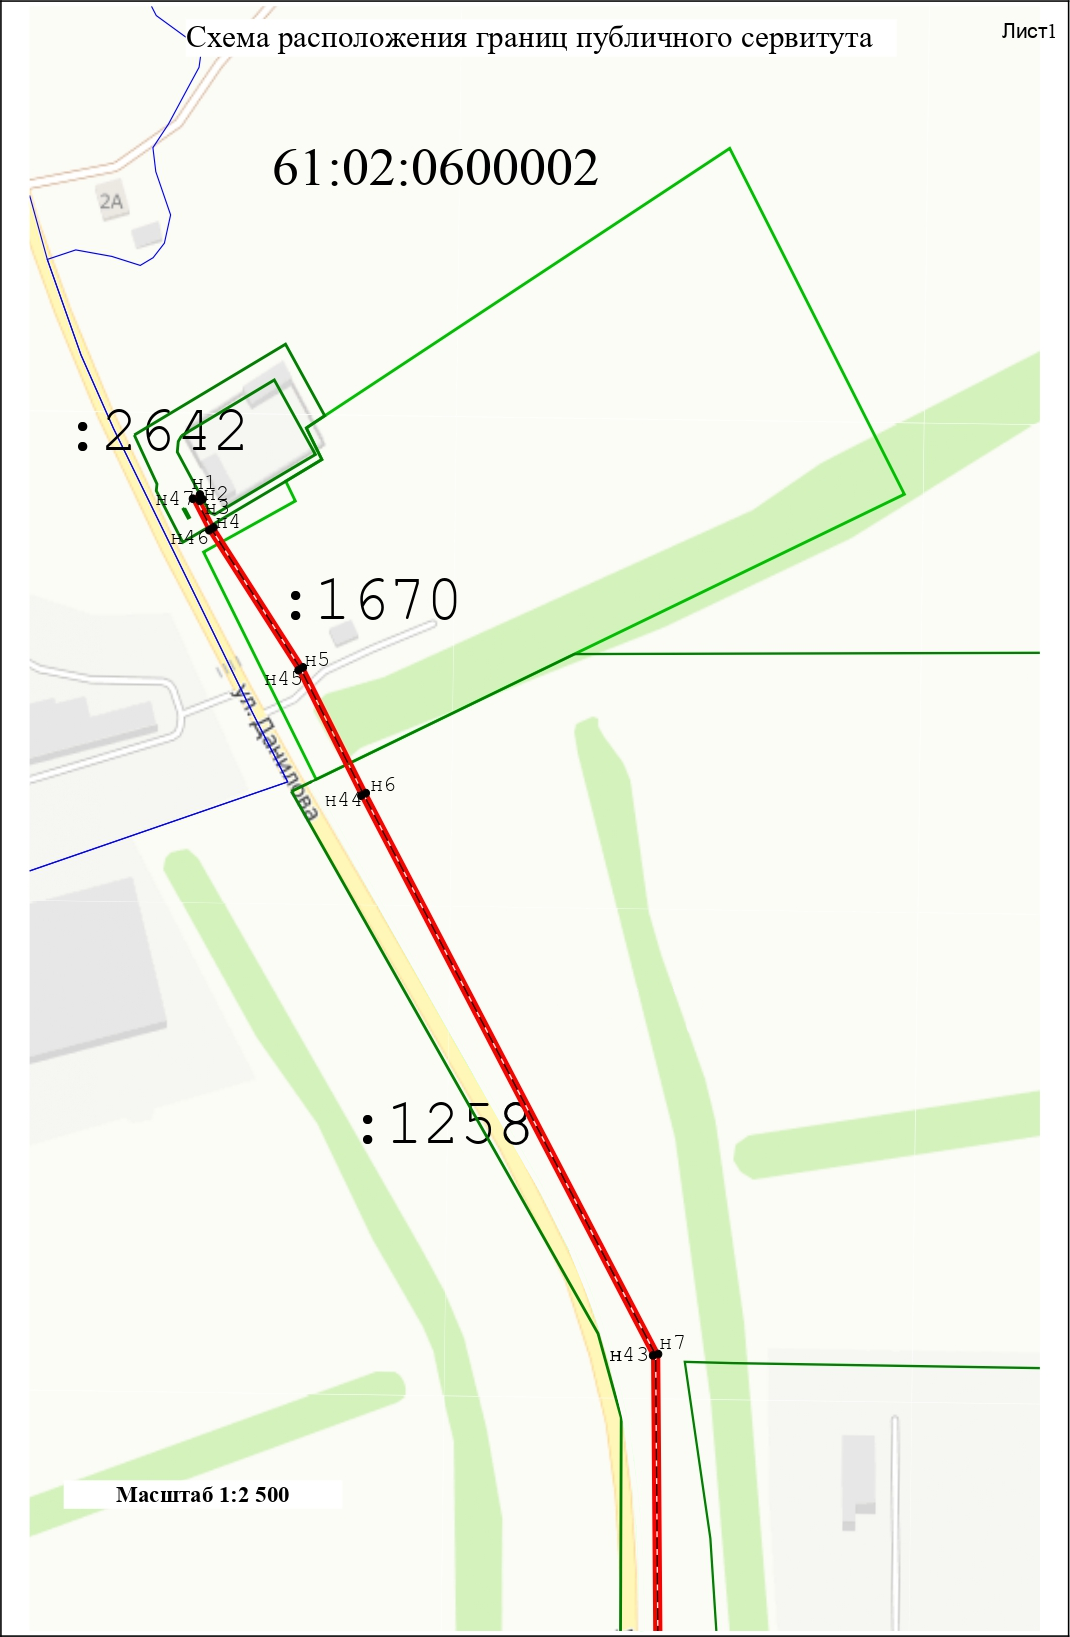 Схема расположения границ публичного сервитута
Лист1
61:02:0600002
2А
:2642
н1
н47
н2
н3
н4
н46
:1670
н5
н45
ул. Данилова
н6
н44
:1258
н7
н43
Масштаб 1:2 500